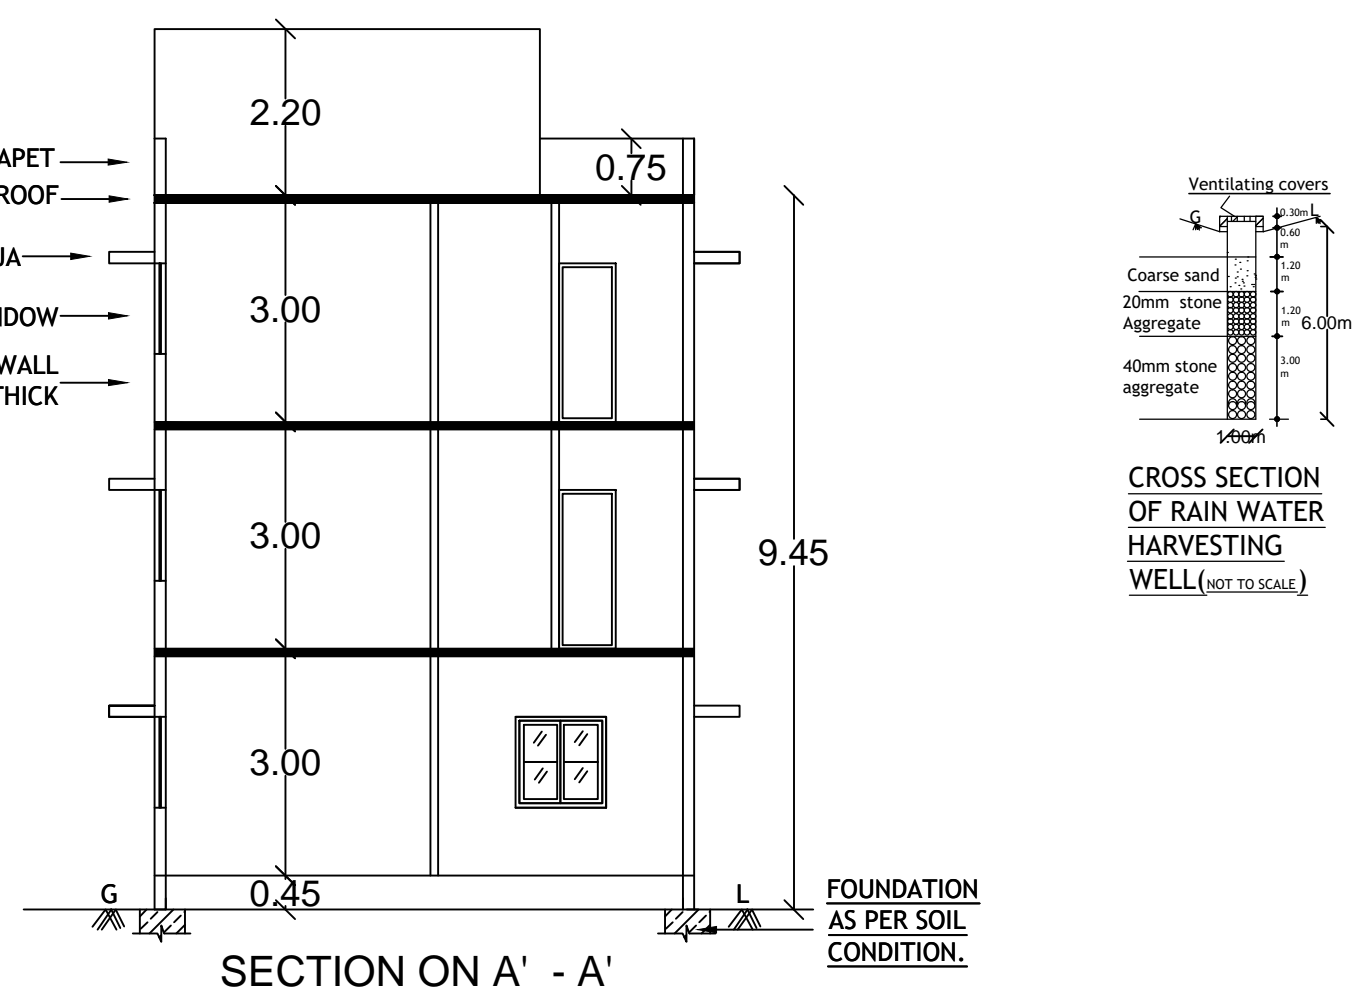 2.20
APET
0.75
ROOF
JA
3.00
NDOW
WALL
THICK
3.00
9.45
3.00
0.45
G
L
FOUNDATION
AS PER SOIL
CONDITION.
SECTION ON A' - A'
Ventilating covers
G
0.30m
L
0.60
m
Coarse sand
1.20
m
20mm stone
Aggregate
1.20
m
6.00m
40mm stone
aggregate
3.00
m
1.00m
CROSS SECTION
OF RAIN WATER
HARVESTING
WELL(NOT TO SCALE)